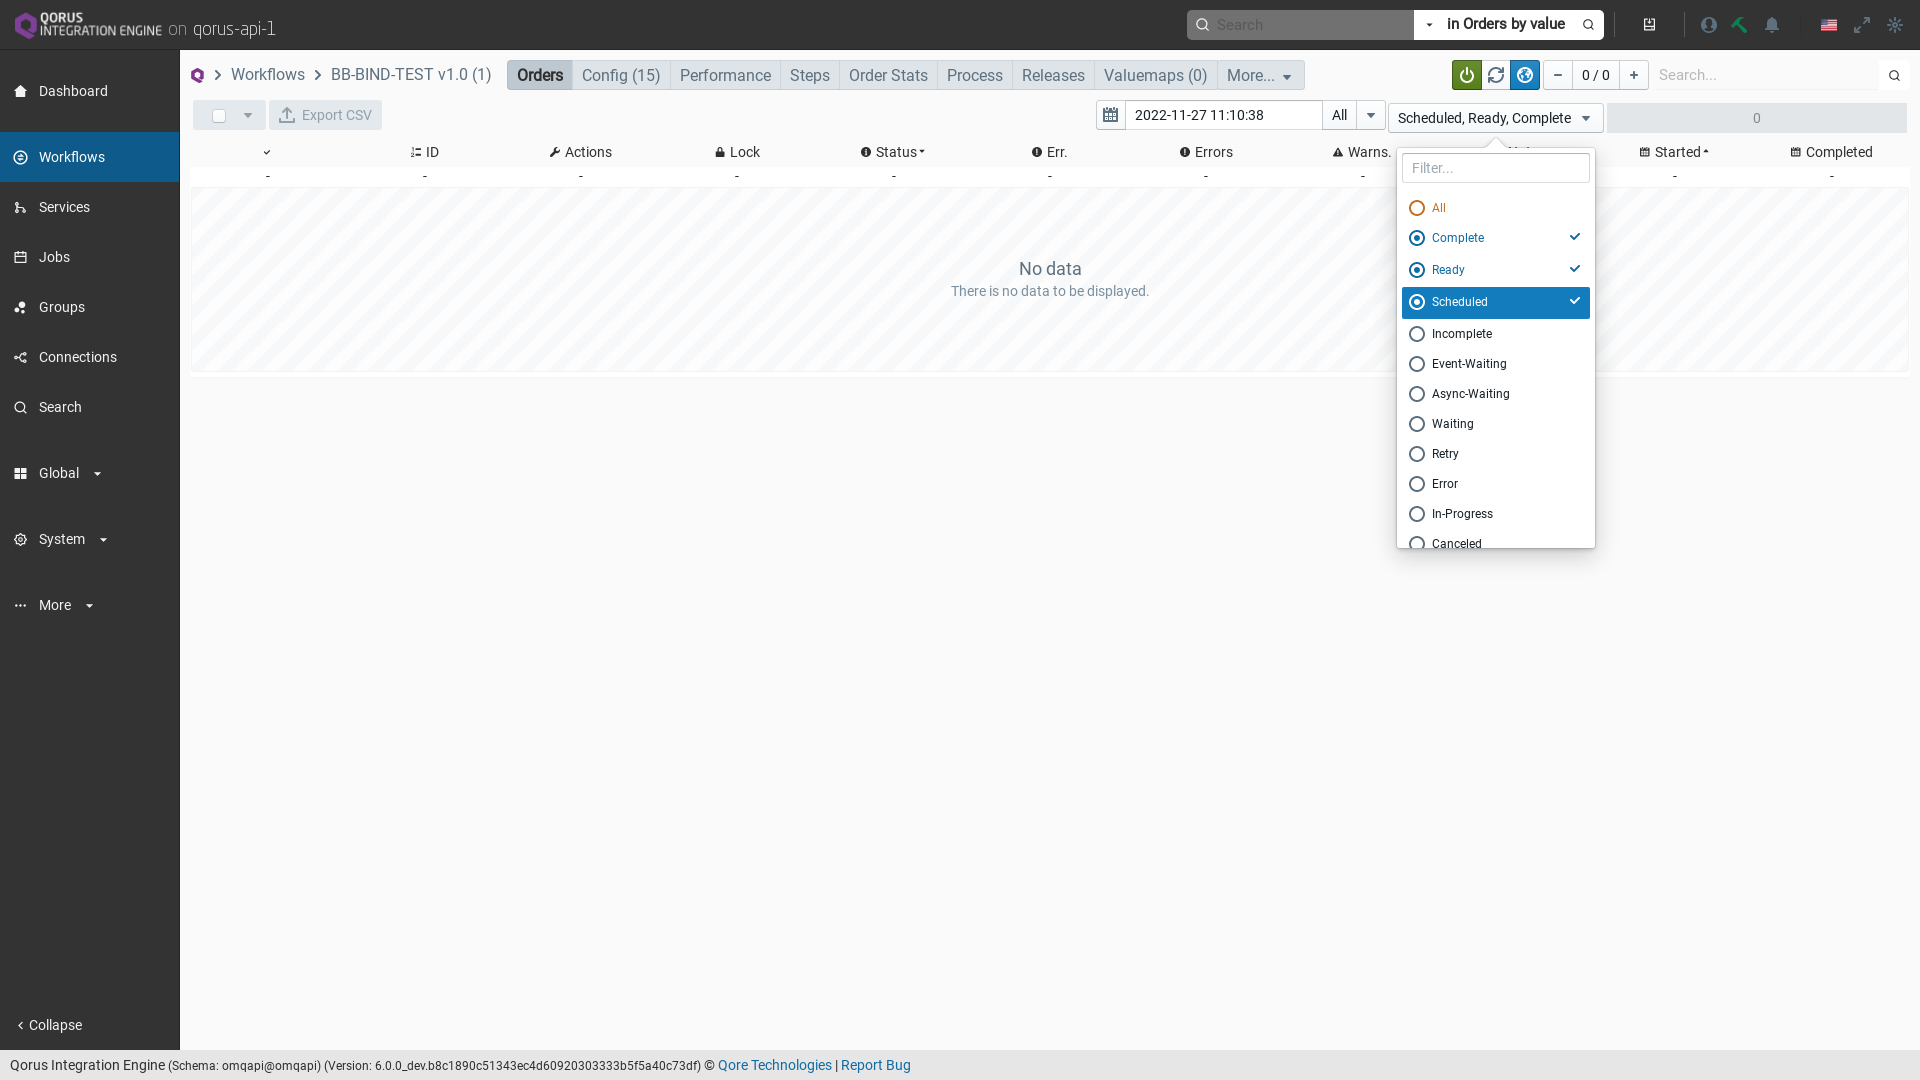 QORUS
INTEGRATION ENGINE on qorus-api-1
Search
in Orders by value
Workflows BB-BIND-TEST v1.0 (1)
Orders Config (15) Performance Steps Order Stats Process Releases Valuemaps (0) More...
0 / 0
Search...
Export CSV
2022-11-27 11:10:38 All
Scheduled, Ready, Complete
0
ID Actions Lock Status Err. Errors Warns. Started Completed
- - - - - - - - - -
No data
There is no data to be displayed.
Filter...
All
Complete
Ready
Scheduled
Incomplete
Event-Waiting
Async-Waiting
Waiting
Retry
Error
In-Progress
Canceled
Dashboard
Workflows
Services
Jobs
Groups
Connections
Search
Global
System
More
Collapse
Qorus Integration Engine (Schema: omqapi@omqapi) (Version: 6.0.0_dev.b8c1890c51343ec4d60920303333b5f5a40c73df) © Qore Technologies | Report Bug